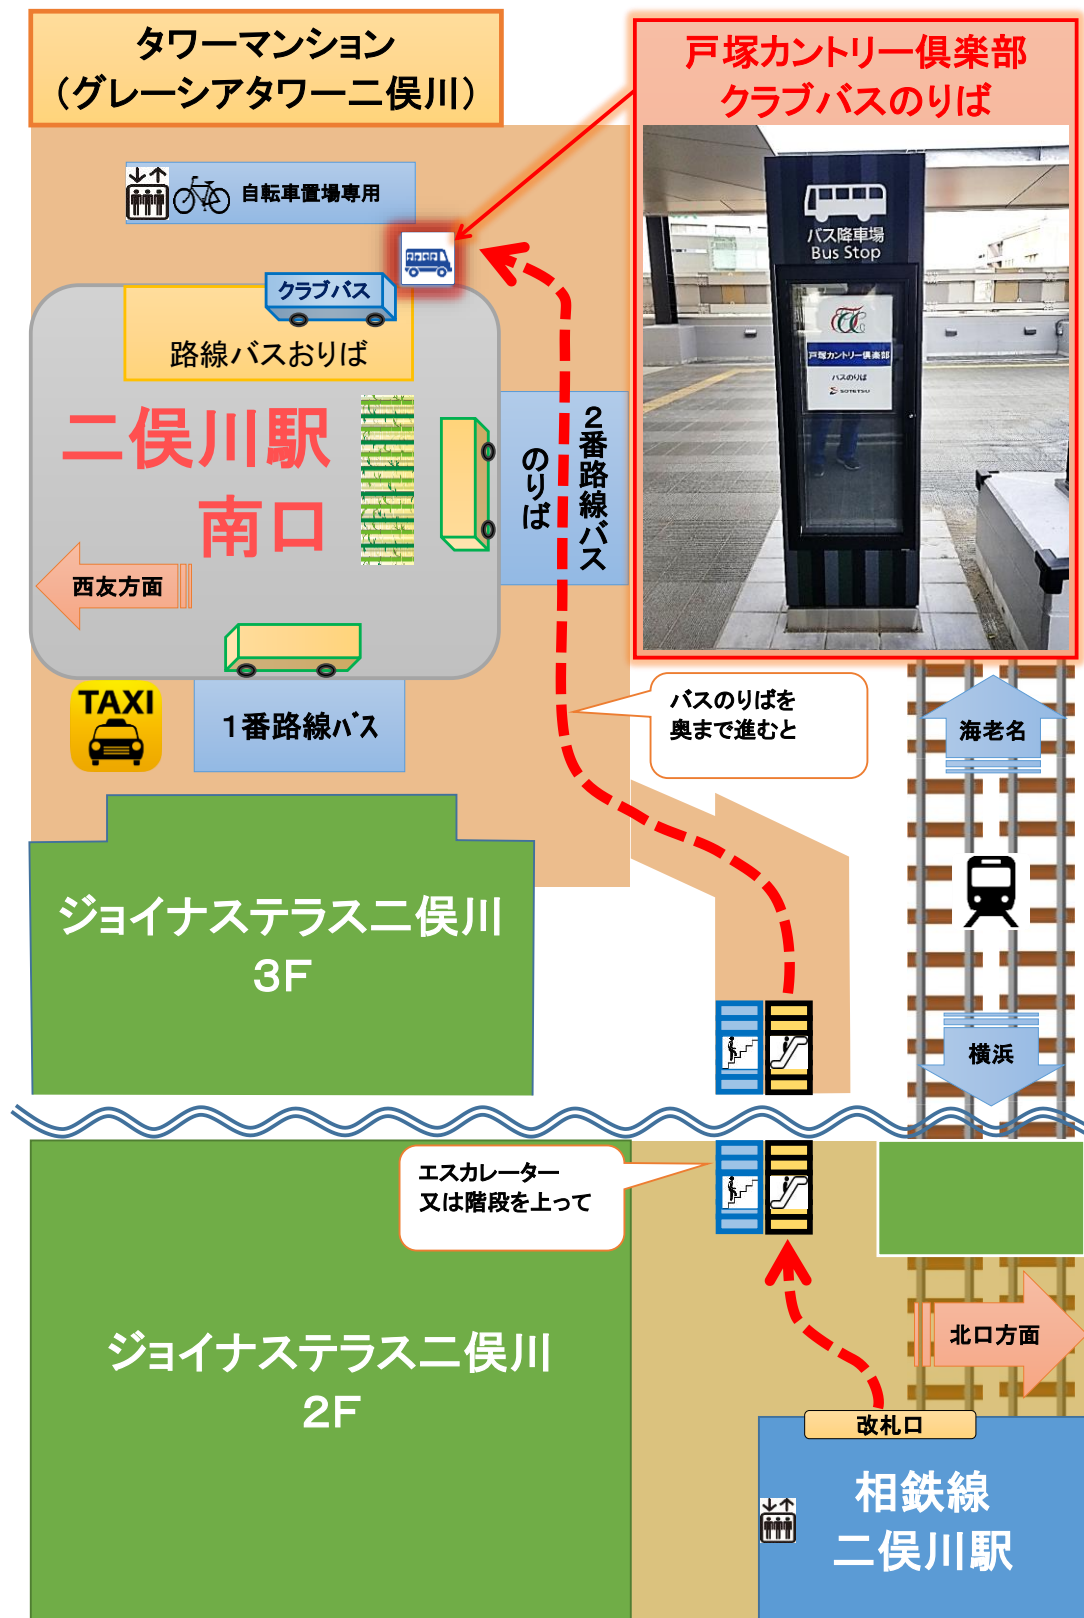 タワーマンション
（グレーシアタワー二俣川）
戸塚カントリー倶楽部
クラブバスのりば
自転車置場専用
バス降車場
Bus Stop
戸塚カントリー倶楽部
バスのりば
SOTETSU
クラブバス
路線バスおりば
二俣川駅
南口
２番路線バス
のりば
西友方面
TAXI
１番路線バス
バスのりばを
奥まで進むと
海老名
ジョイナステラス二俣川
３Ｆ
横浜
エスカレーター
又は階段を上って
ジョイナステラス二俣川
２Ｆ
北口方面
改札口
相鉄線
二俣川駅